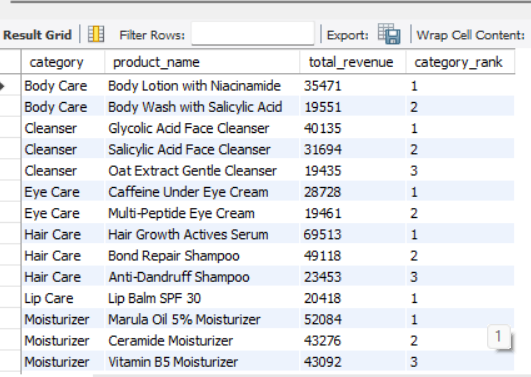 Result Grid Filter Rows: Export: Wrap Cell Content:
category product_name total_revenue category_rank
Body Care Body Lotion with Niacinamide 35471 1
Body Care Body Wash with Salicylic Acid 19551 2
Cleanser Glycolic Acid Face Cleanser 40135 1
Cleanser Salicylic Acid Face Cleanser 31694 2
Cleanser Oat Extract Gentle Cleanser 19435 3
Eye Care Caffeine Under Eye Cream 28728 1
Eye Care Multi-Peptide Eye Cream 19461 2
Hair Care Hair Growth Actives Serum 69513 1
Hair Care Bond Repair Shampoo 49118 2
Hair Care Anti-Dandruff Shampoo 23453 3
Lip Care Lip Balm SPF 30 20418 1
Moisturizer Marula Oil 5% Moisturizer 52084 1
Moisturizer Ceramide Moisturizer 43276 2
1
Moisturizer Vitamin B5 Moisturizer 43092 3